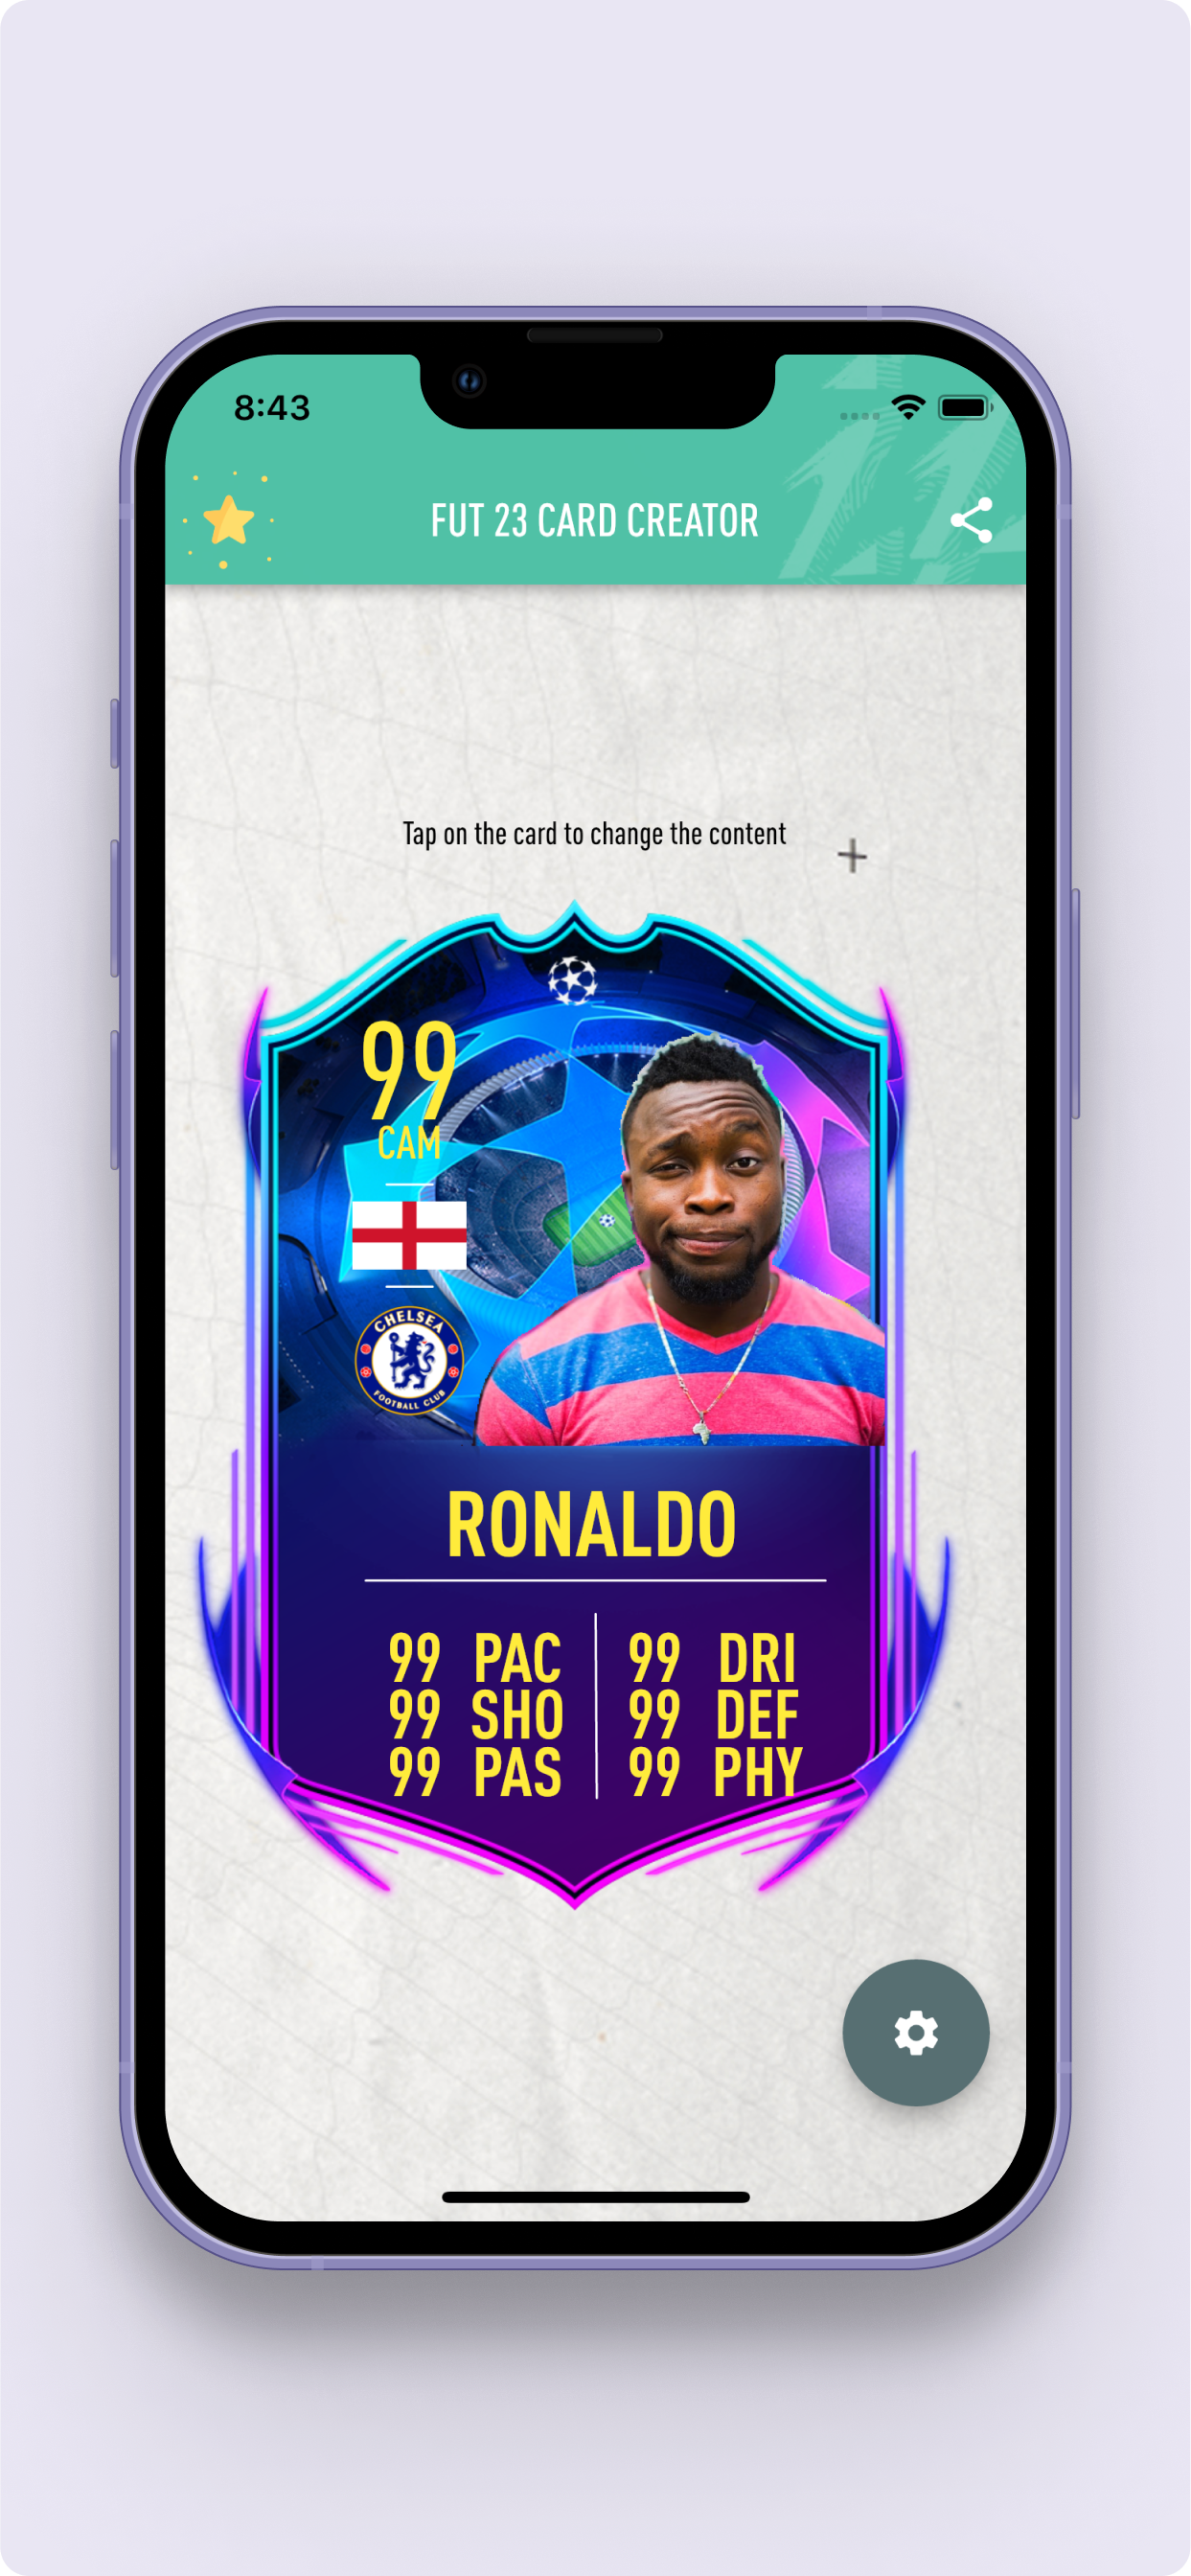 8:43
FUT 23 CARD CREATOR
Tap on the card to change the content
99
CAM
CHELSEA
FOOTBALL CLUB
RONALDO
99 PAC 99 DRI
99 SHO 99 DEF
99 PAS 99 PHY